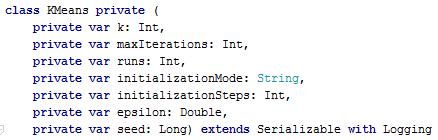 class KMeans private (
    private var k: Int,
    private var maxIterations: Int,
    private var runs: Int,
    private var initializationMode: String,
    private var initializationSteps: Int,
    private var epsilon: Double,
    private var seed: Long) extends Serializable with Logging